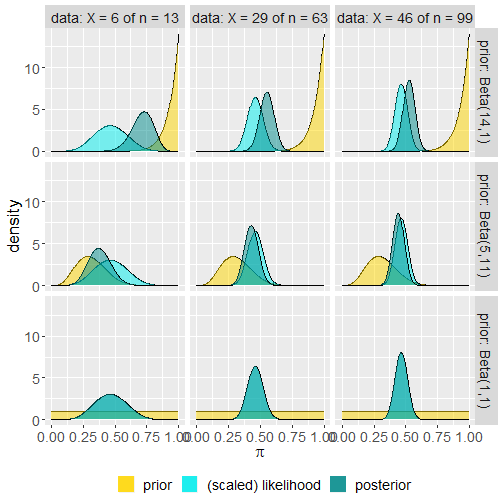 data: X = 6 of n = 13
data: X = 29 of n = 63
data: X = 46 of n = 99
prior: Beta(14,1)
prior: Beta(5,11)
prior: Beta(1,1)
density
10
5
0
10
5
0
10
5
0
0.00 0.25 0.50 0.75 1.00
0.00 0.25 0.50 0.75 1.00
0.00 0.25 0.50 0.75 1.00
π
prior (scaled) likelihood posterior